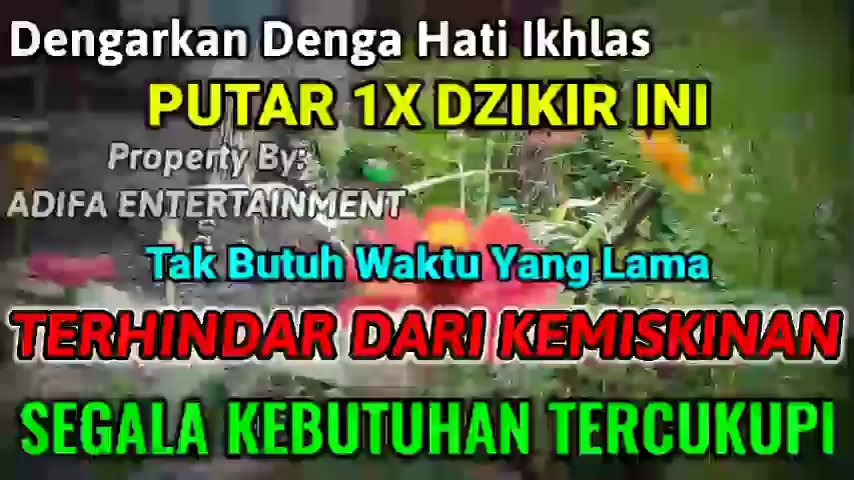 Dengarkan Denga Hati Ikhlas
PUTAR 1X DZIKIR INI
Property By:
ADIFA ENTERTAINMENT
Tak Butuh Waktu Yang Lama
TERHINDAR DARI KEMISKINAN
SEGALA KEBUTUHAN TERCUKUPI